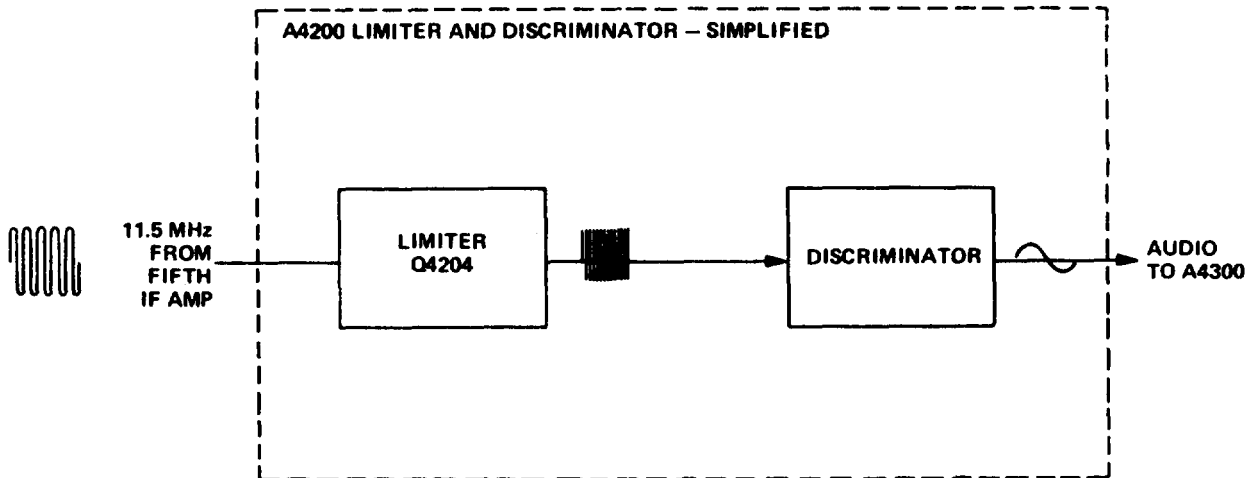 A4200 LIMITER AND DISCRIMINATOR – SIMPLIFIED
11.5 MHz
FROM
FIFTH
IF AMP
LIMITER
Q4204
DISCRIMINATOR
AUDIO
TO A4300